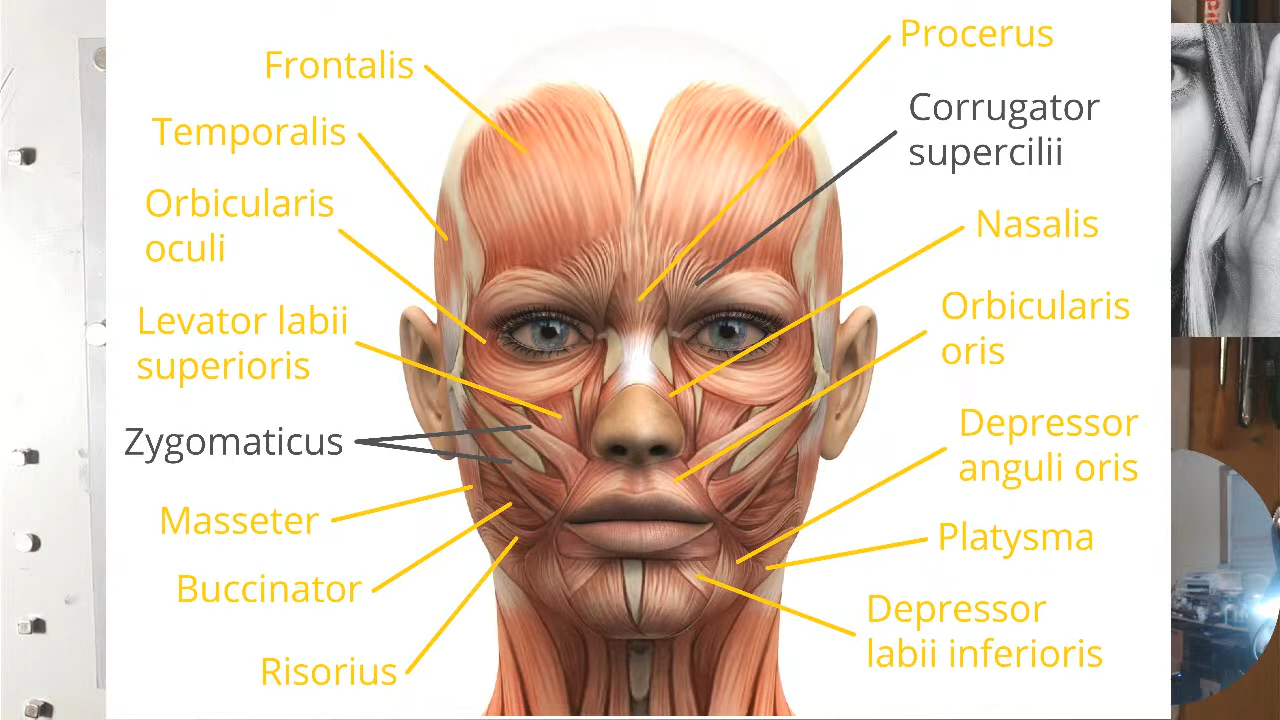 Frontalis
Temporalis
Orbicularis
oculi
Levator labii
superioris
Zygomaticus
Masseter
Buccinator
Risorius
Procerus
Corrugator
supercilii
Nasalis
Orbicularis
oris
Depressor
anguli oris
Platysma
Depressor
labii inferioris